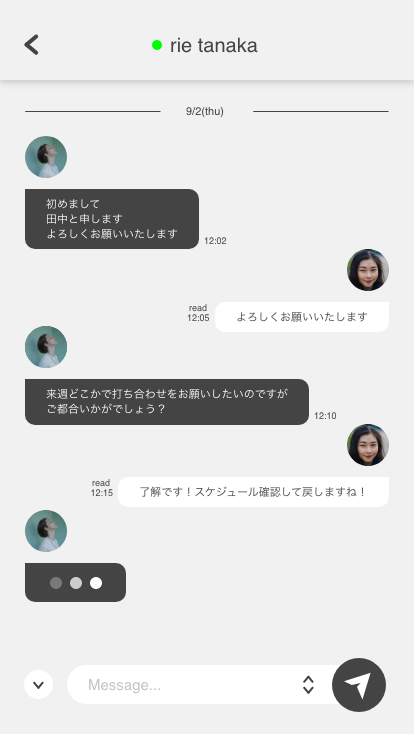 rie tanaka
9/2(thu)
初めまして
田中と申します
よろしくお願いいたします
12:02
read
12:05
よろしくお願いいたします
来週どこかで打ち合わせをお願いしたいのですが
ご都合いかがでしょう？
12:10
read
12:15
了解です！スケジュール確認して戻しますね！
Message...